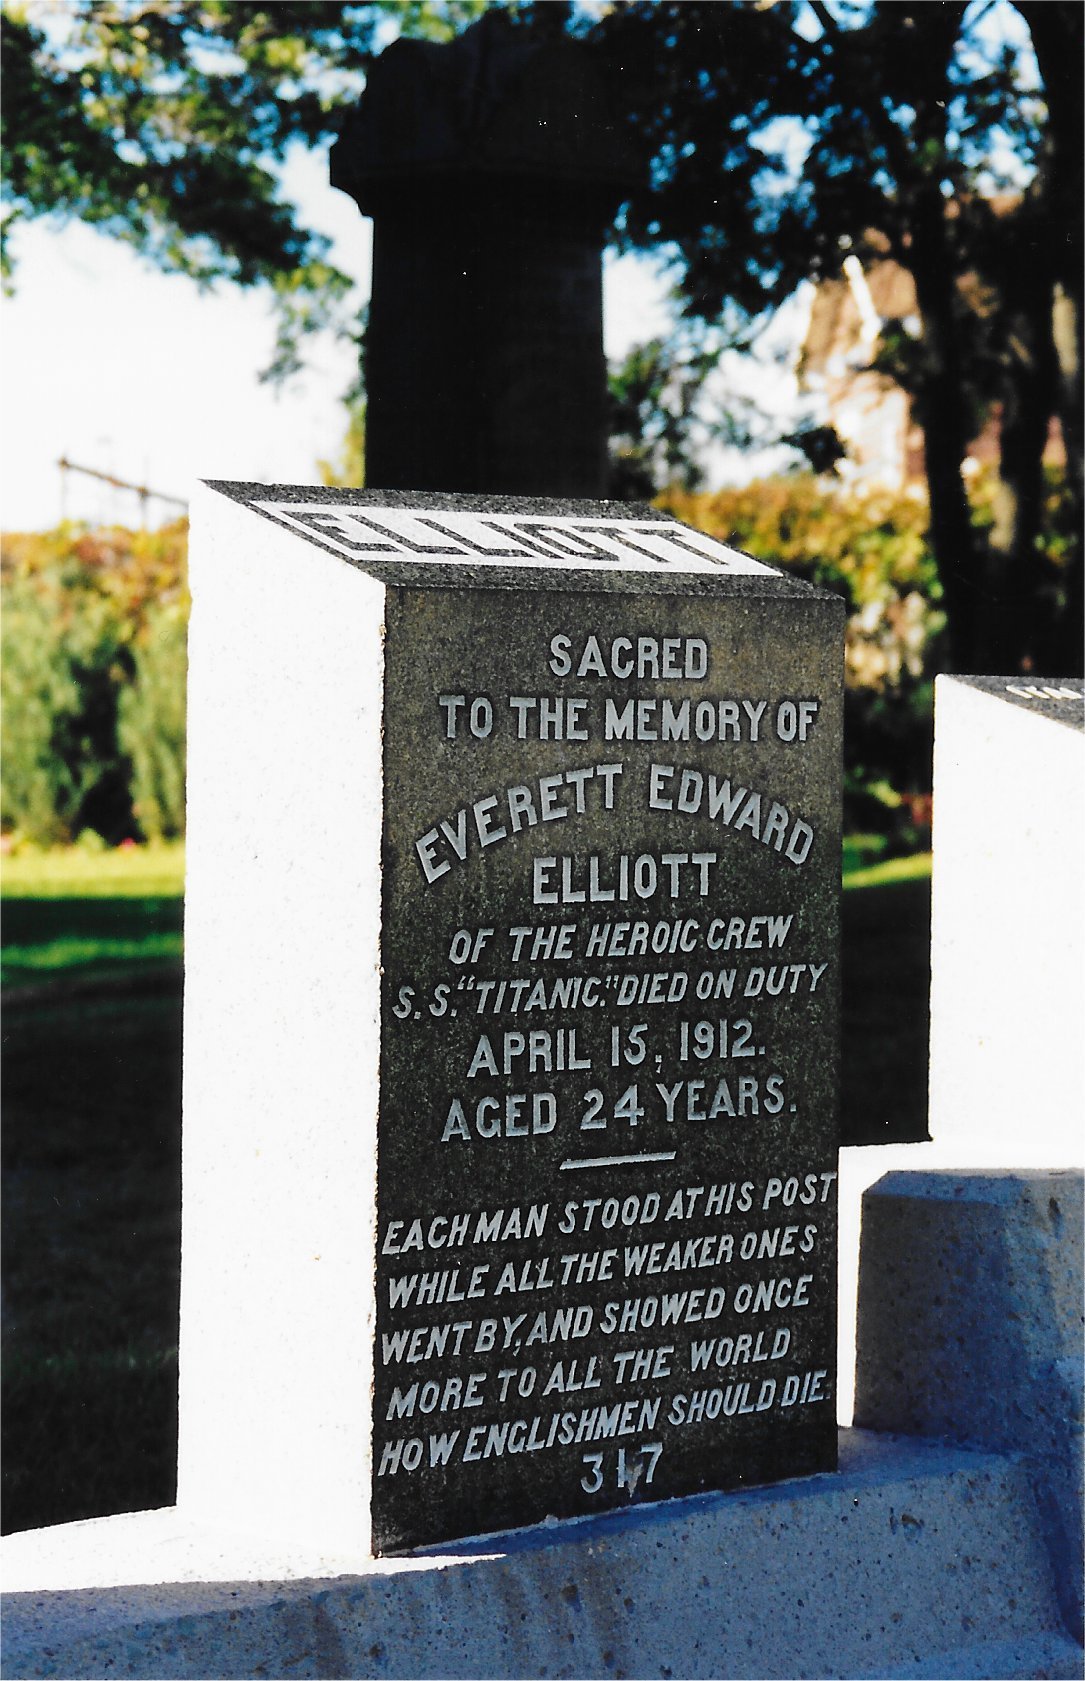 ELLIOTT
SACRED
TO THE MEMORY OF
EVERETT EDWARD
ELLIOTT
OF THE HEROIC CREW
S.S. "TITANIC." DIED ON DUTY
APRIL 15, 1912.
AGED 24 YEARS.
EACH MAN STOOD AT HIS POST
WHILE ALL THE WEAKER ONES
WENT BY, AND SHOWED ONCE
MORE TO ALL THE WORLD
HOW ENGLISHMEN SHOULD DIE.
317